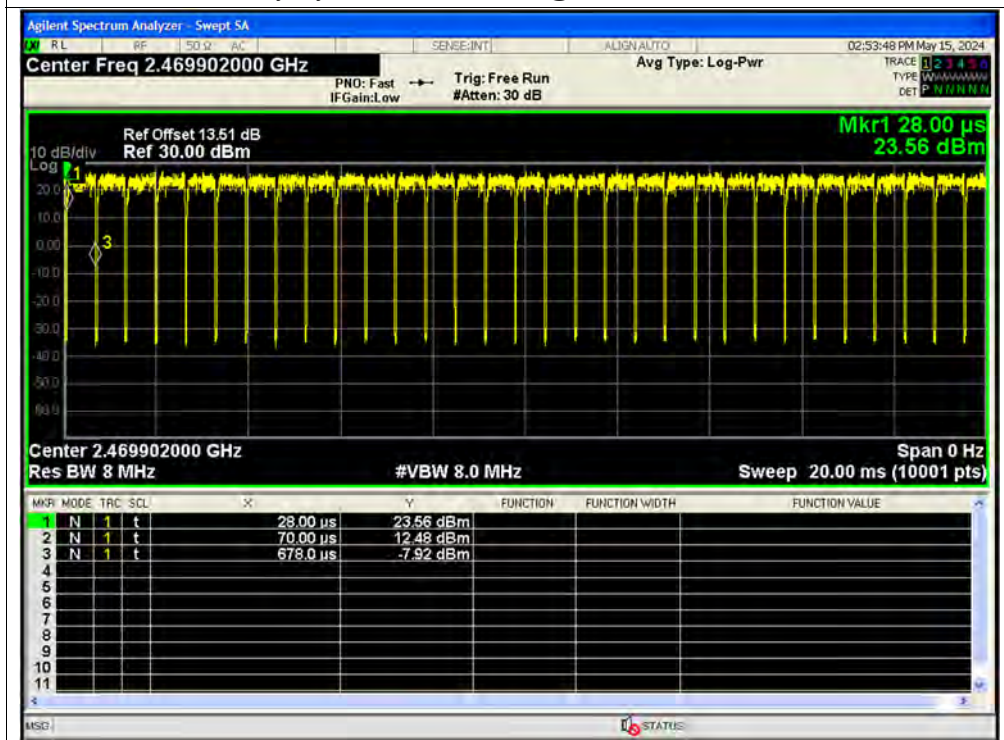 Agilent Spectrum Analyzer - Swept SA
RL RF 50 Ω AC SENSE:INT ALIGN AUTO 02:53:48 PM May 15, 2024
Center Freq 2.469902000 GHz
PNO: Fast
IFGain:Low
Trig: Free Run
#Atten: 30 dB
Avg Type: Log-Pwr
TRACE 1 2 3 4 5 6
TYPE WWWWWW
DET P N N N N N
Ref Offset 13.51 dB
Ref 30.00 dBm
Mkr1 28.00 µs
23.56 dBm
10 dB/div
Log
1
2
3
20.0
10.0
0.00
-10.0
-20.0
-30.0
-40.0
-50.0
-60.0
Center 2.469902000 GHz
Span 0 Hz
Res BW 8 MHz
#VBW 8.0 MHz
Sweep 20.00 ms (10001 pts)
MKR MODE TRC SCL X Y FUNCTION FUNCTION WIDTH FUNCTION VALUE
1 N 1 t 28.00 µs 23.56 dBm
2 N 1 t 70.00 µs 12.48 dBm
3 N 1 t 678.0 µs -7.92 dBm
4
5
6
7
8
9
10
11
MSG STATUS